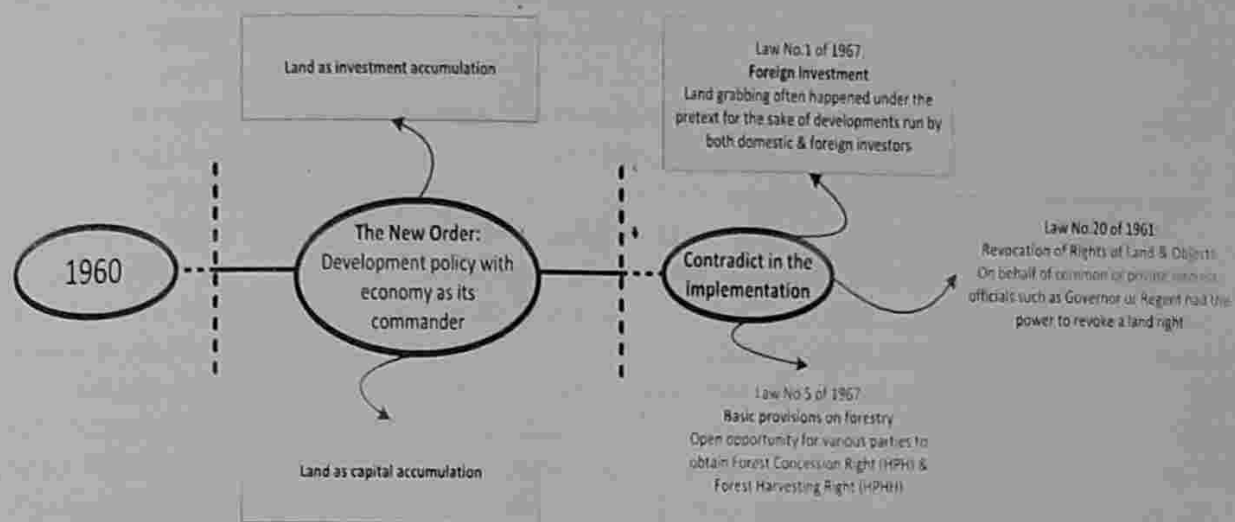 Land as investment accumulation
Law No.1 of 1967
Foreign Investment
Land grabbing often happened under the
pretext for the sake of developments run by
both domestic & foreign investors
1960
The New Order:
Development policy with
economy as its
commander
Contradict in the
implementation
Law No.20 of 1961
Revocation of Rights of Land & Objects
On behalf of common or private interest
officials such as Governor or Regent had the
power to revoke a land right
Land as capital accumulation
Law No 5 of 1967
Basic provisions on forestry
Open opportunity for various parties to
obtain Forest Concession Right (HPH) &
Forest Harvesting Right (HPHH)